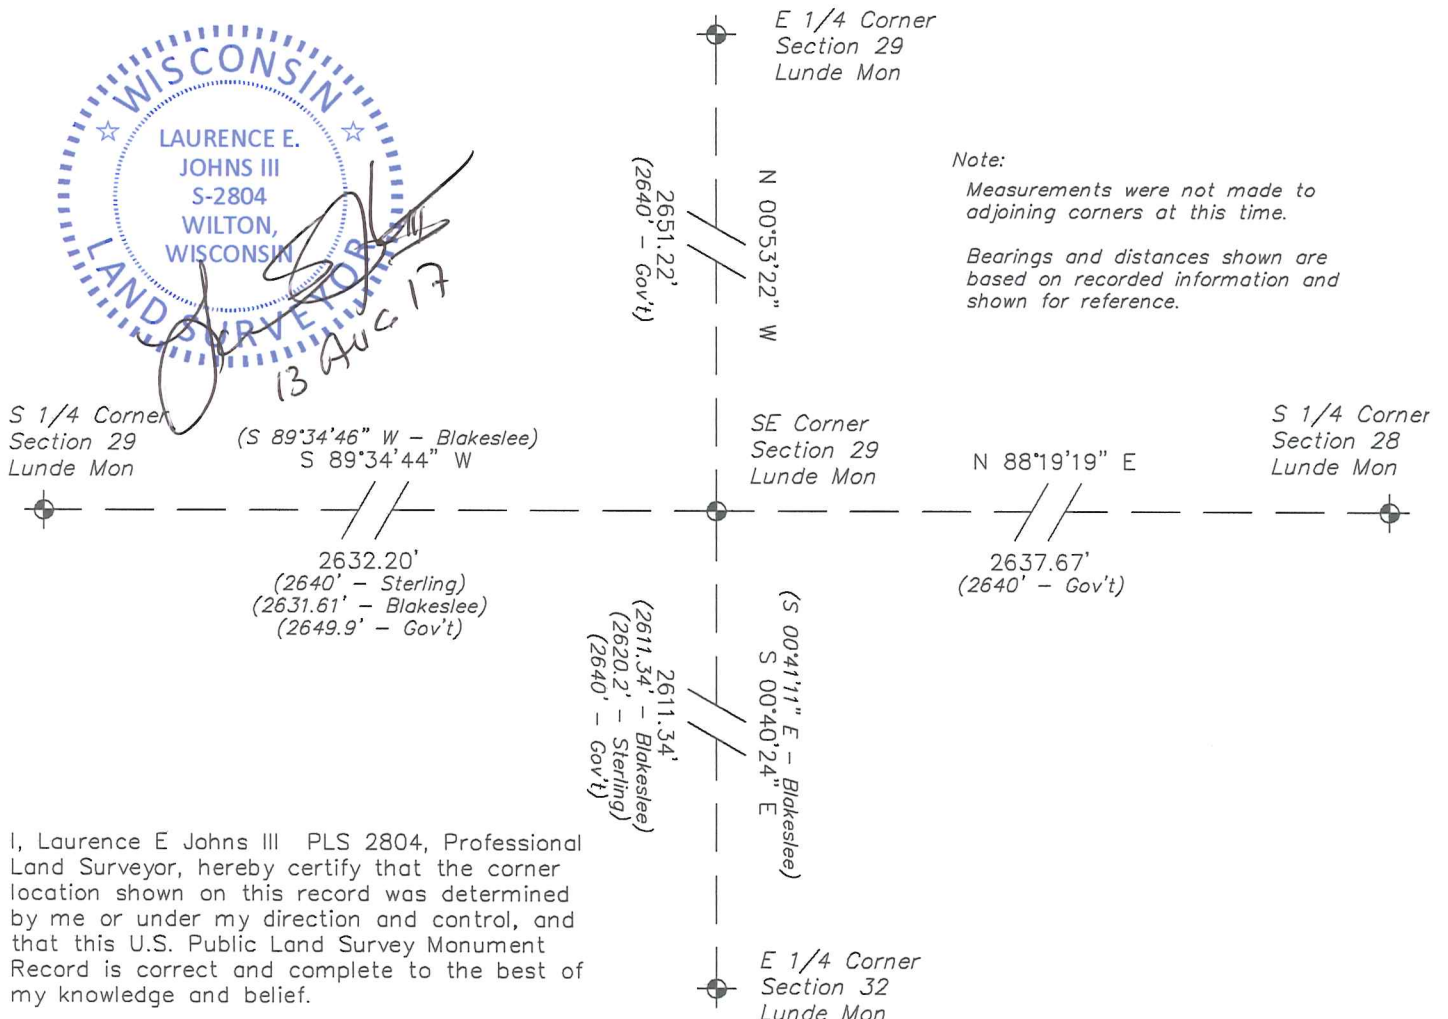 WISCONSIN
LAURENCE E.
JOHNS III
S-2804
WILTON,
WISCONSIN
LAND SURVEYOR
13 AUG 17
E 1/4 Corner
Section 29
Lunde Mon
2651.22'
(2640' – Gov't)
N 00°53'22" W
Note:
Measurements were not made to
adjoining corners at this time.
Bearings and distances shown are
based on recorded information and
shown for reference.
S 1/4 Corner
Section 29
Lunde Mon
(S 89°34'46" W – Blakeslee)
S 89°34'44" W
2632.20'
(2640' – Sterling)
(2631.61' – Blakeslee)
(2649.9' – Gov't)
SE Corner
Section 29
Lunde Mon
N 88°19'19" E
2637.67'
(2640' – Gov't)
S 1/4 Corner
Section 28
Lunde Mon
(S 00°41'11" E – Blakeslee)
S 00°40'24" E
2611.34'
(2611.34' – Blakeslee)
(2620.2' – Sterling)
(2640' – Gov't)
I, Laurence E Johns III PLS 2804, Professional
Land Surveyor, hereby certify that the corner
location shown on this record was determined
by me or under my direction and control, and
that this U.S. Public Land Survey Monument
Record is correct and complete to the best of
my knowledge and belief.
E 1/4 Corner
Section 32
Lunde Mon